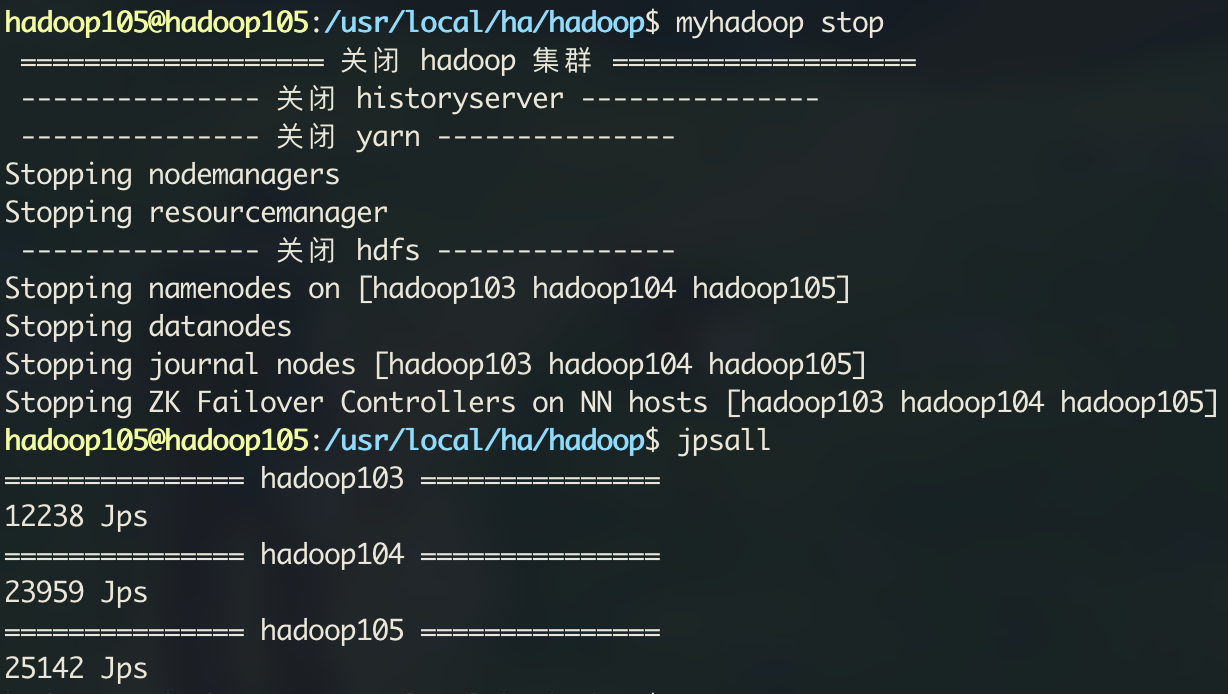 hadoop105@hadoop105:/usr/local/ha/hadoop$ myhadoop stop
 =================== 关闭 hadoop 集群 ===================
 --------------- 关闭 historyserver ---------------
 --------------- 关闭 yarn ---------------
Stopping nodemanagers
Stopping resourcemanager
 --------------- 关闭 hdfs ---------------
Stopping namenodes on [hadoop103 hadoop104 hadoop105]
Stopping datanodes
Stopping journal nodes [hadoop103 hadoop104 hadoop105]
Stopping ZK Failover Controllers on NN hosts [hadoop103 hadoop104 hadoop105]
hadoop105@hadoop105:/usr/local/ha/hadoop$ jpsall
=============== hadoop103 ===============
12238 Jps
=============== hadoop104 ===============
23959 Jps
=============== hadoop105 ===============
25142 Jps